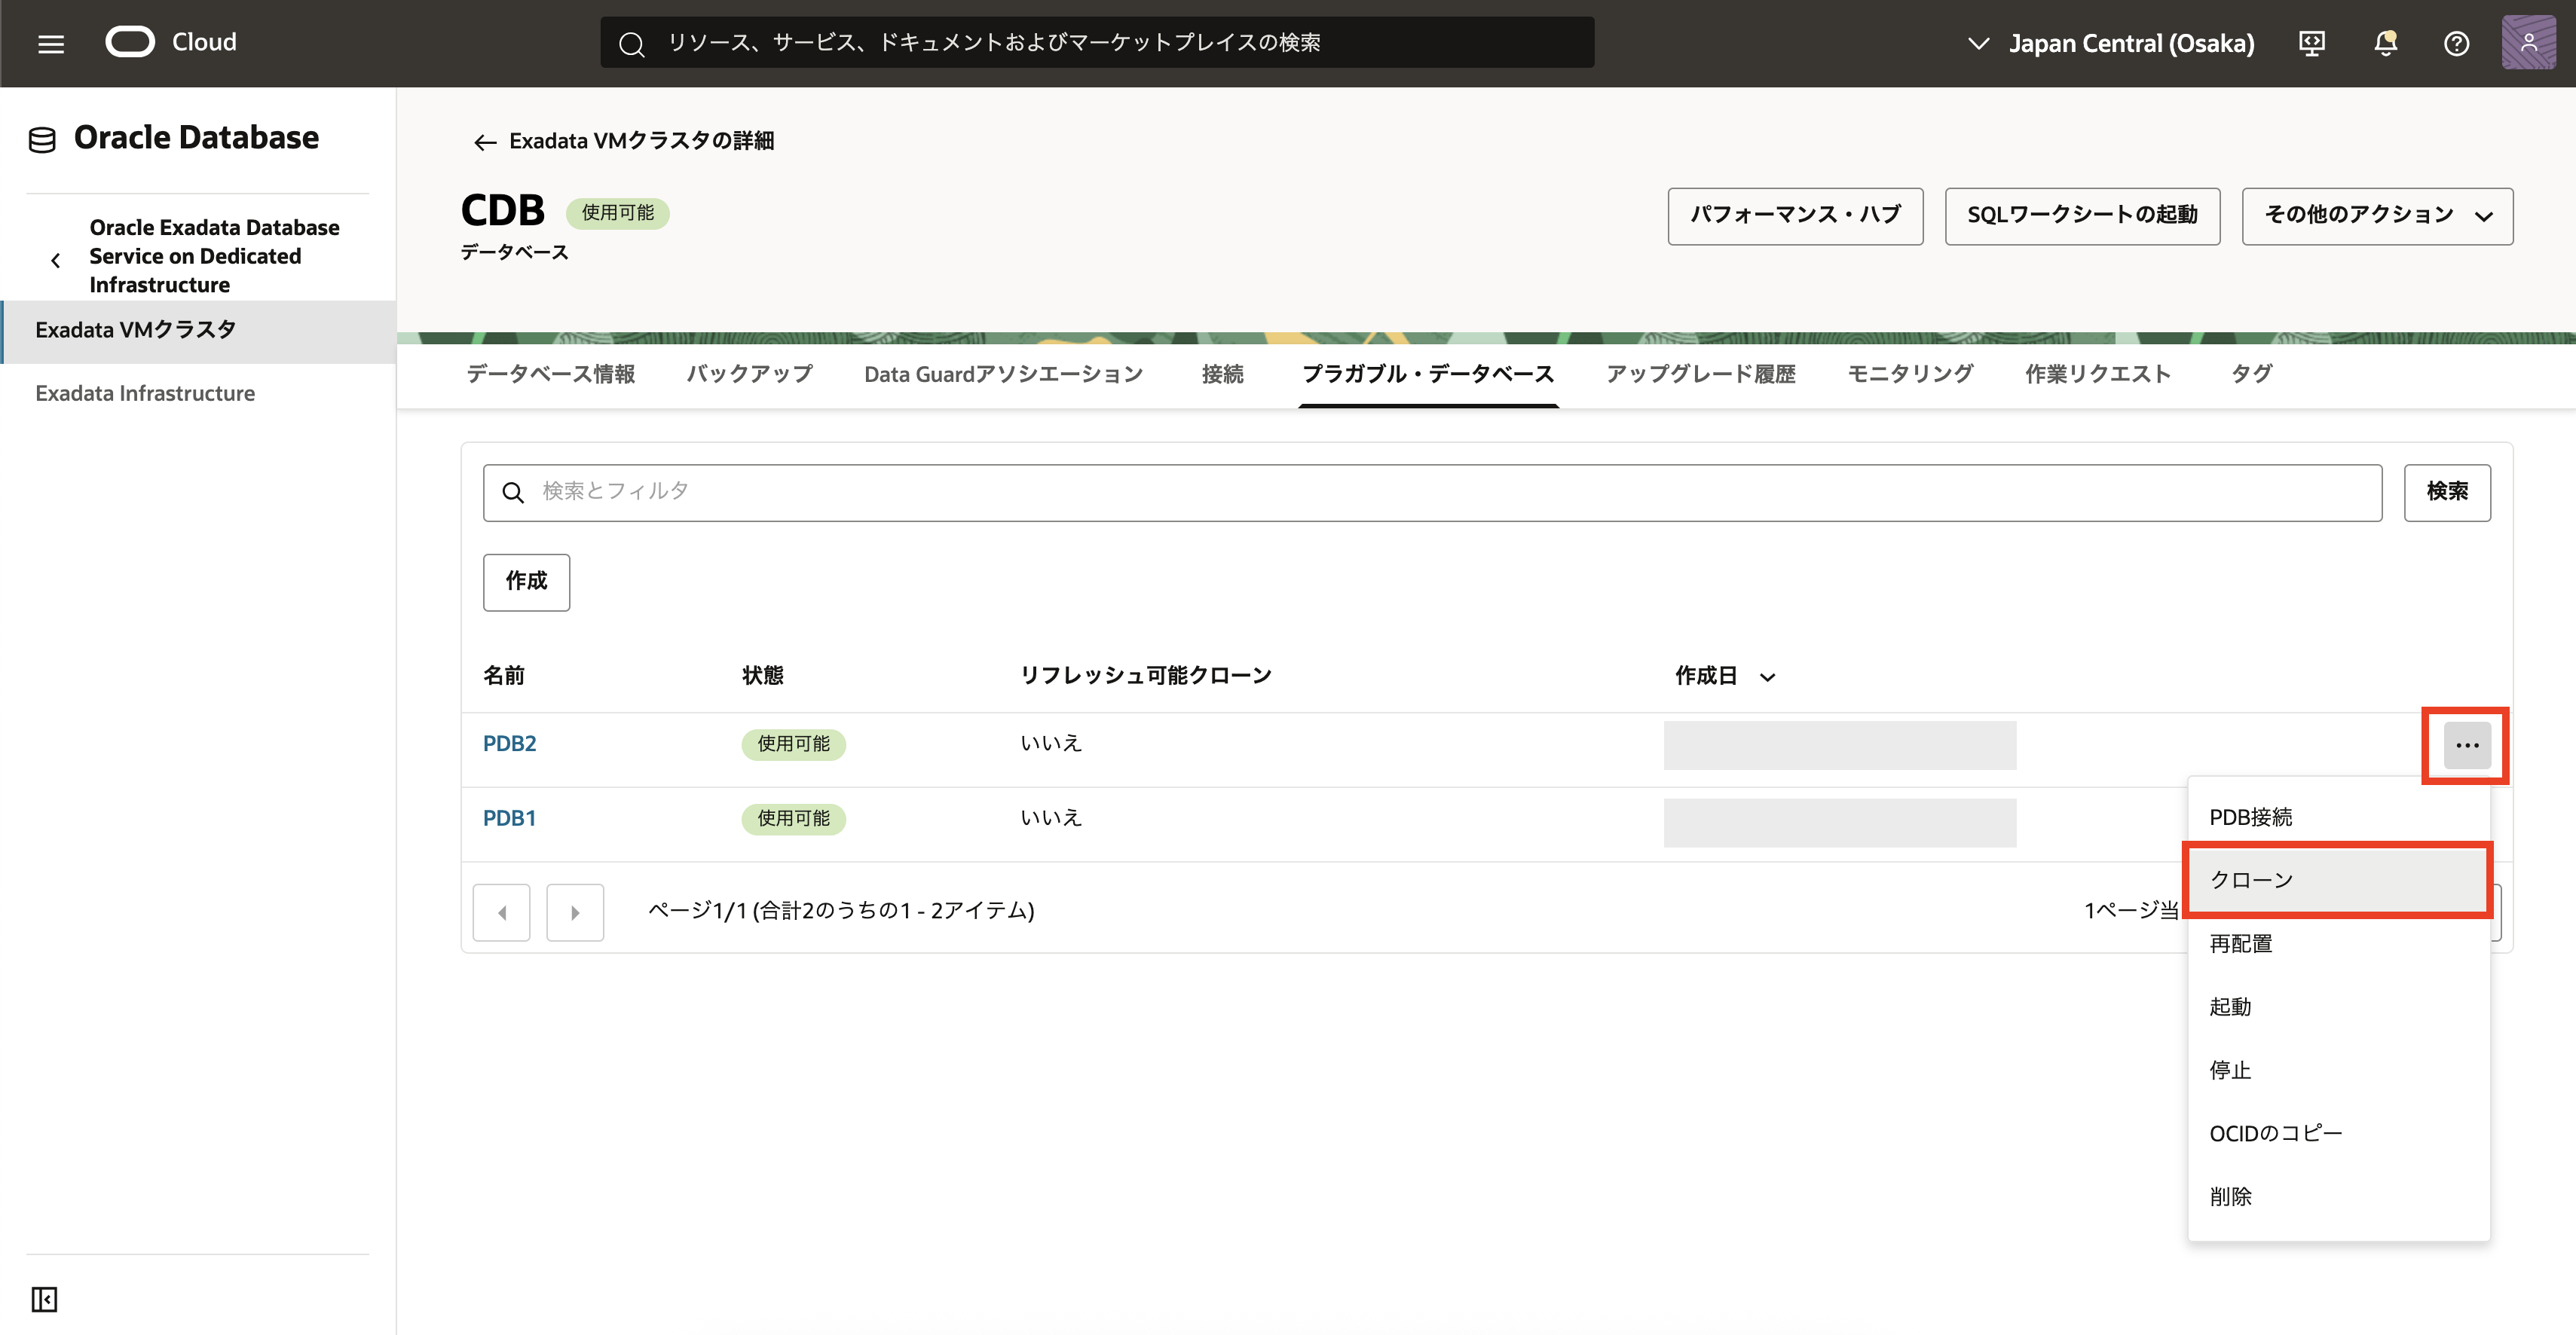 Cloud
リソース、サービス、ドキュメントおよびマーケットプレイスの検索
Japan Central (Osaka)
Oracle Database
Oracle Exadata Database
Service on Dedicated
Infrastructure
Exadata VMクラスタ
Exadata Infrastructure
Exadata VMクラスタの詳細
CDB
使用可能
データベース
パフォーマンス・ハブ
SQLワークシートの起動
その他のアクション
データベース情報
バックアップ
Data Guardアソシエーション
接続
プラガブル・データベース
アップグレード履歴
モニタリング
作業リクエスト
タグ
検索とフィルタ
検索
作成
名前
状態
リフレッシュ可能クローン
作成日
PDB2
使用可能
いいえ
PDB1
使用可能
いいえ
ページ1/1 (合計2のうちの1 - 2アイテム)
1ページ当
PDB接続
クローン
再配置
起動
停止
OCIDのコピー
削除